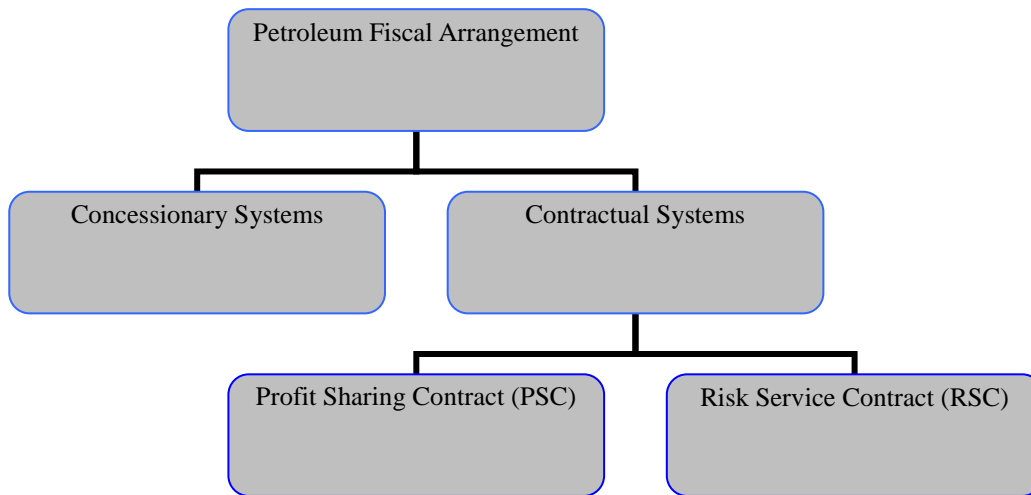 Petroleum Fiscal Arrangement
Concessionary Systems
Contractual Systems
Profit Sharing Contract (PSC)
Risk Service Contract (RSC)